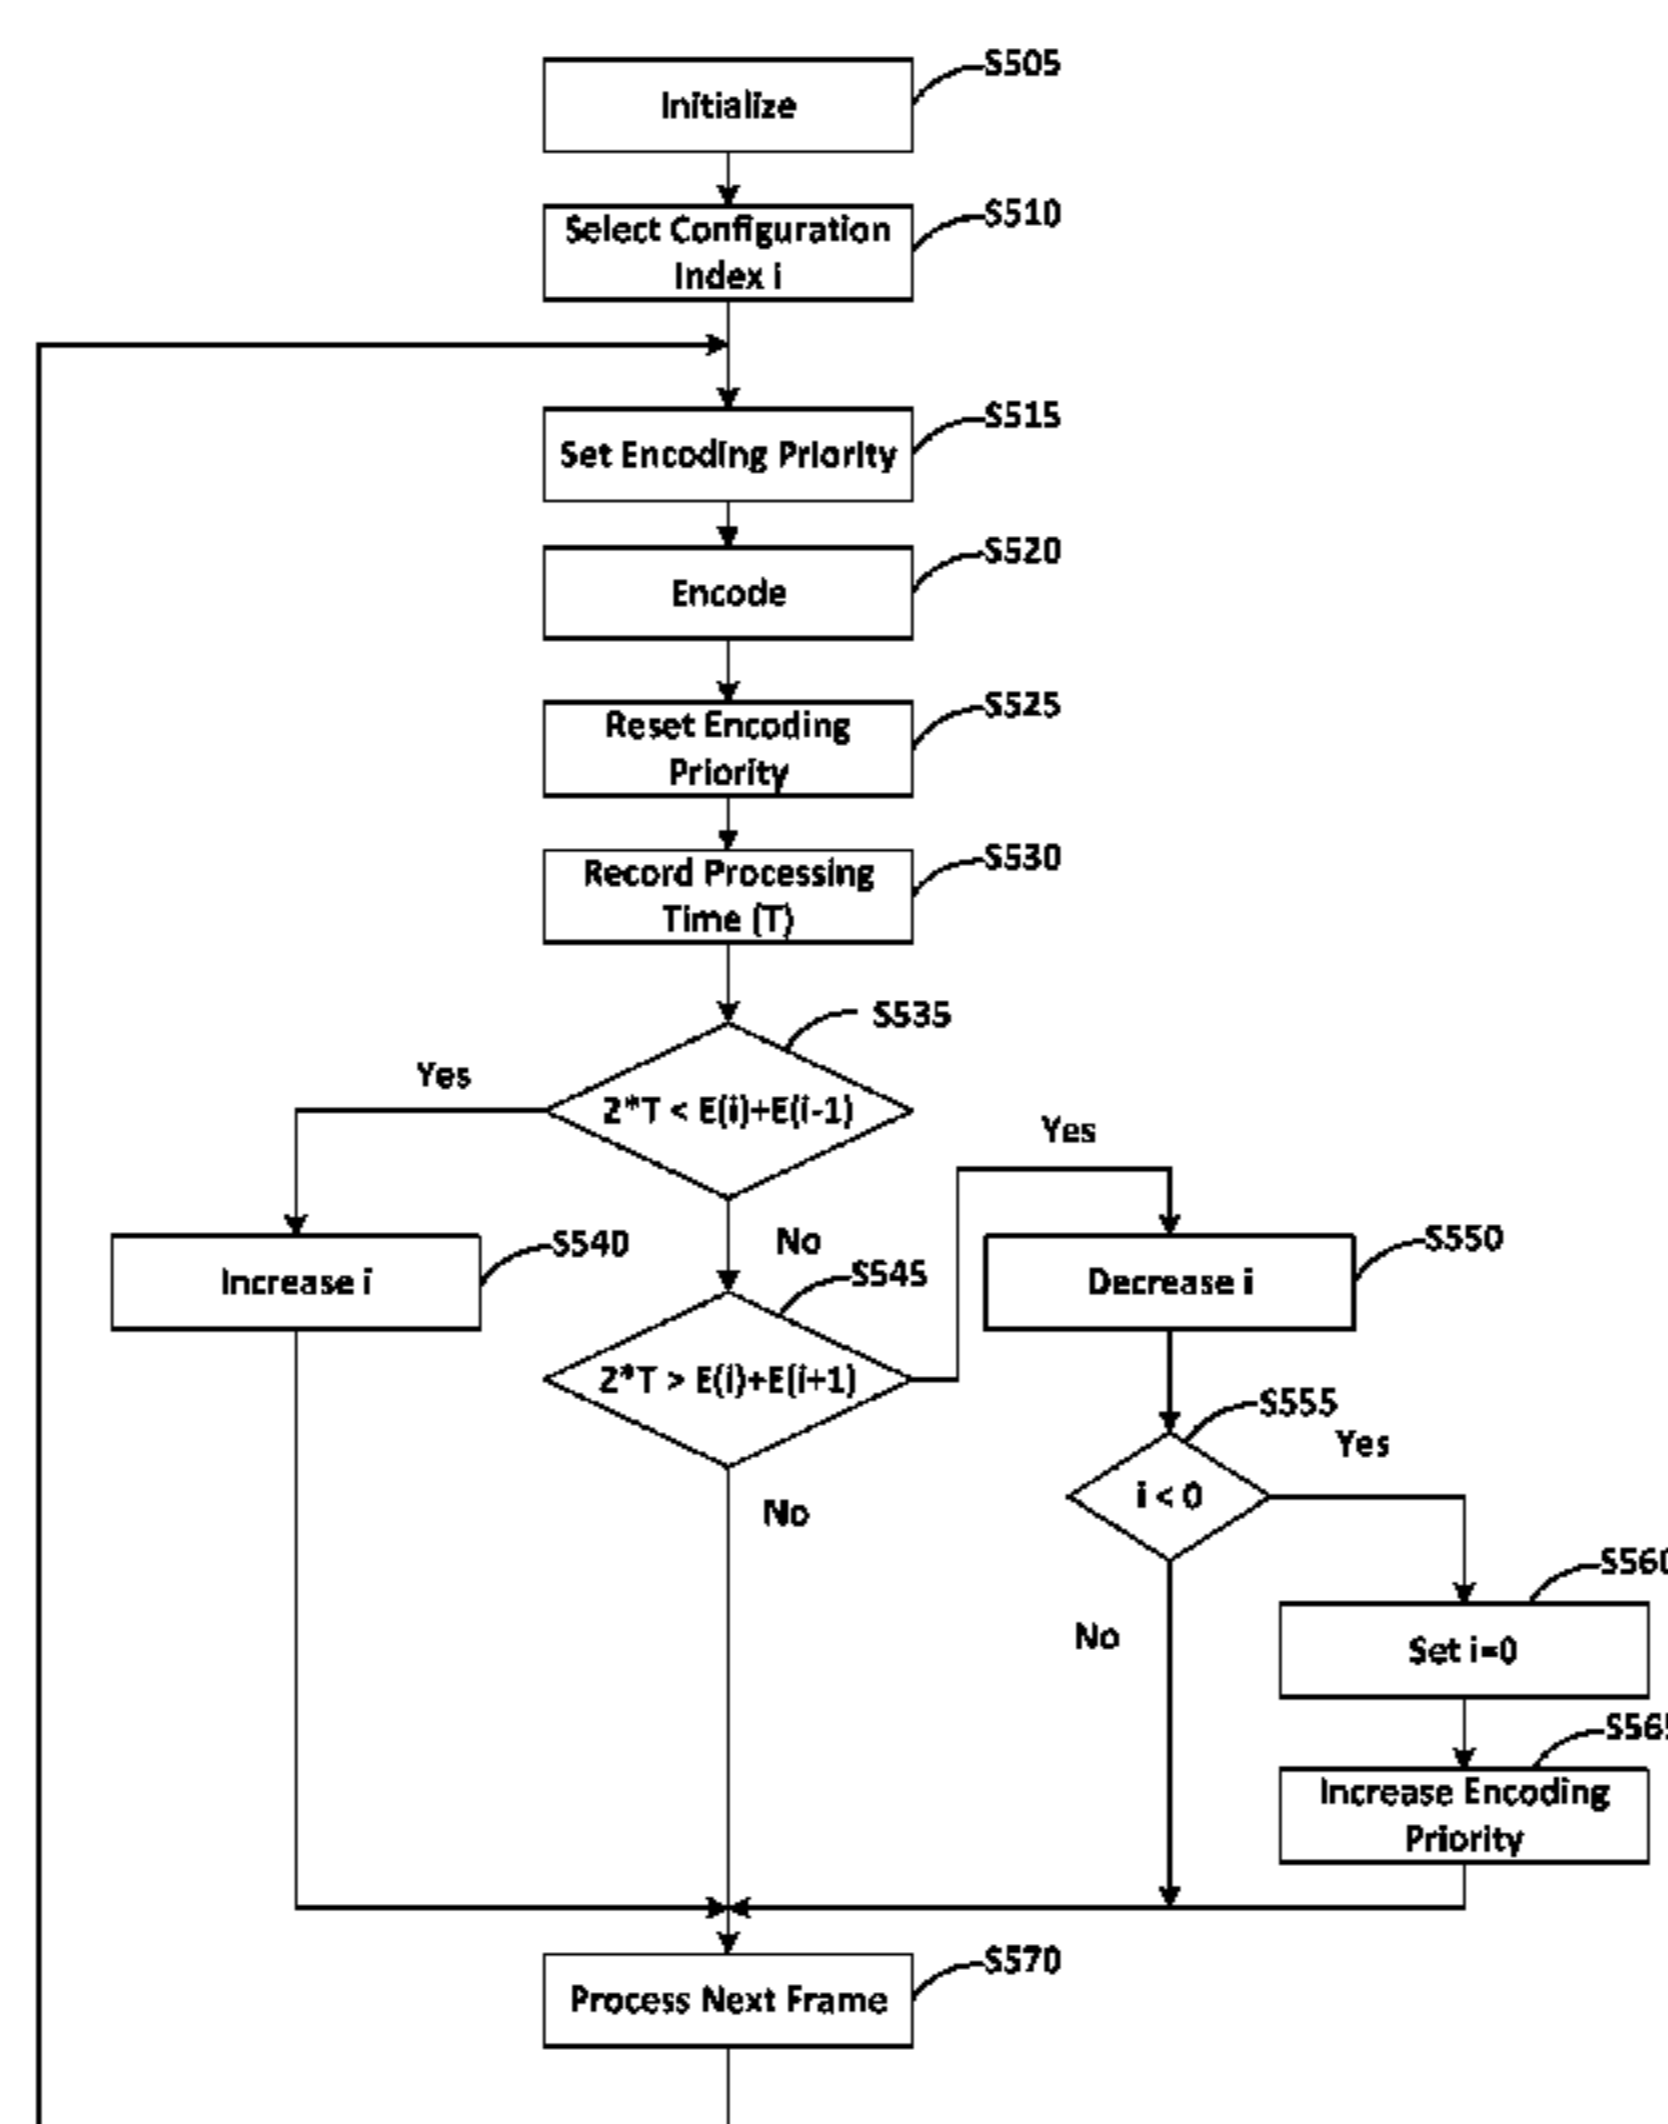 S505
Initialize
S510
Select Configuration
Index i
S515
Set Encoding Priority
S520
Encode
S525
Reset Encoding
Priority
S530
Record Processing
Time (T)
S535
Yes
2*T < E(i)+E(i-1)
Yes
No
S540
Increase i
S550
Decrease i
S545
2*T > E(i)+E(i+1)
S555
Yes
i < 0
No
S560
No
Set i=0
S565
Increase Encoding
Priority
S570
Process Next Frame